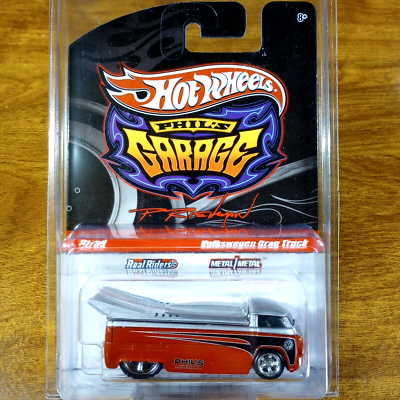 8+
Hot Wheels
PHIL'S
GARAGE
Volkswagen Drag Truck
Real Riders
METAL/METAL
PHIL'S